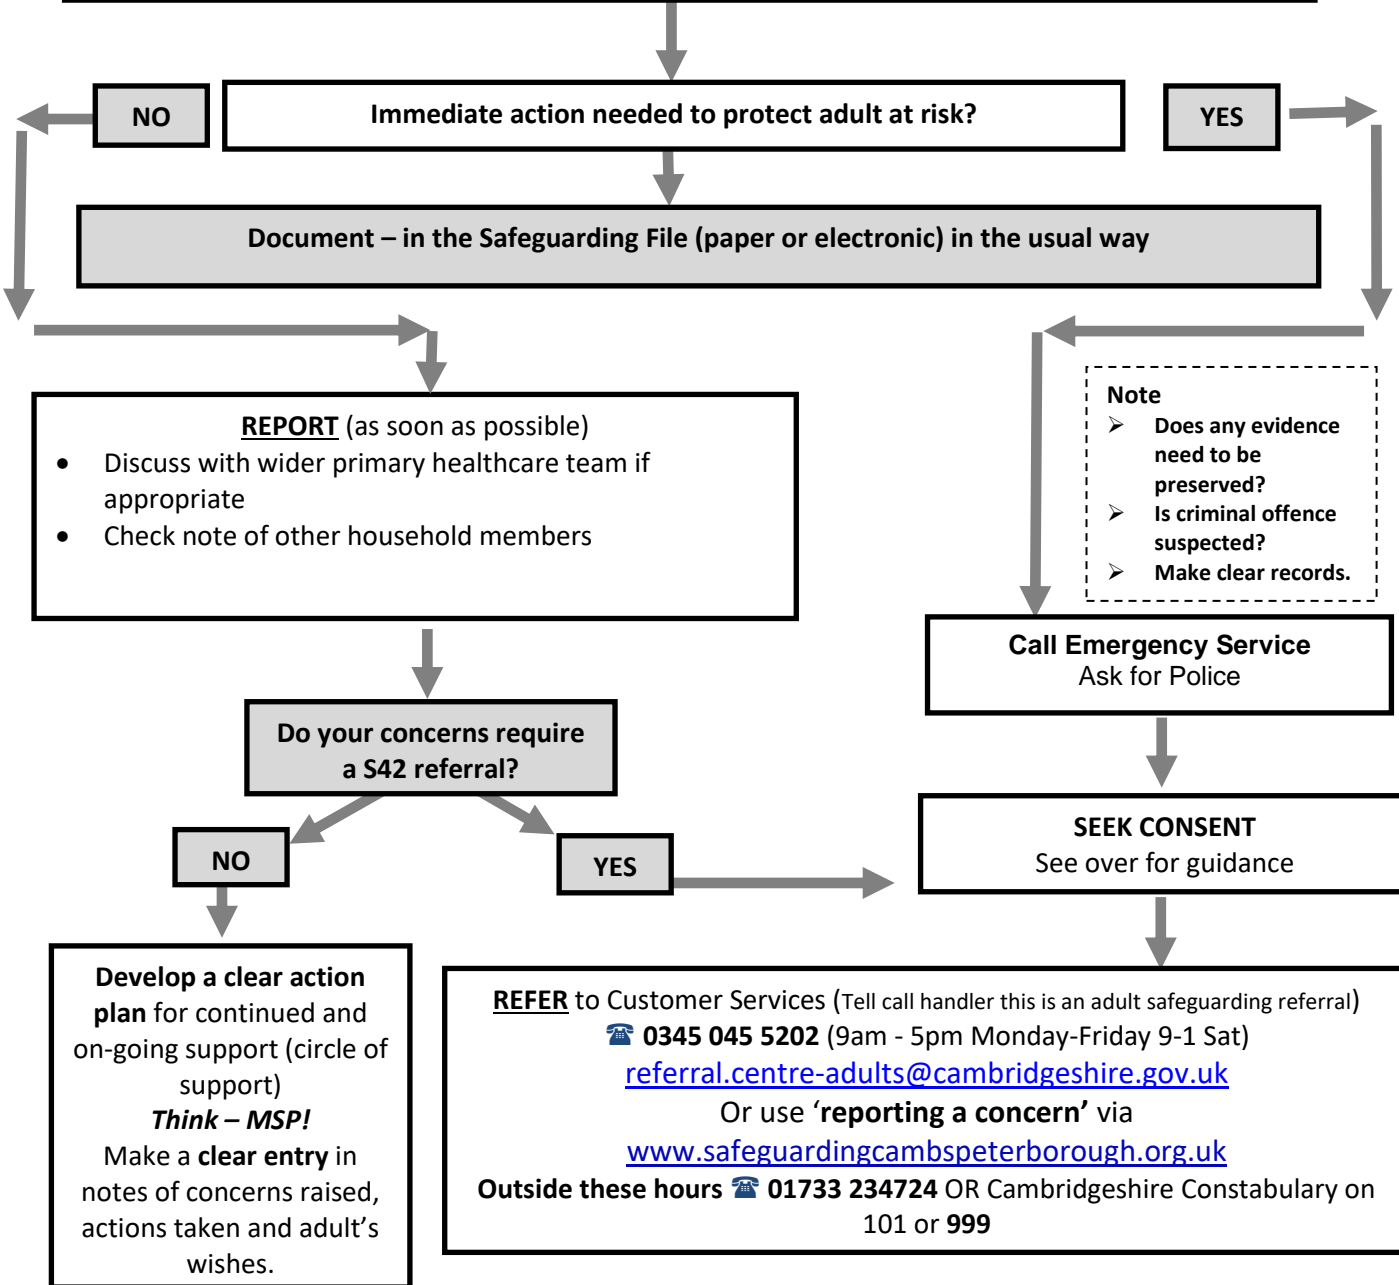 NO
Immediate action needed to protect adult at risk?
YES
Document – in the Safeguarding File (paper or electronic) in the usual way
REPORT (as soon as possible)
• Discuss with wider primary healthcare team if
appropriate
• Check note of other household members
Note
➢ Does any evidence
need to be
preserved?
➢ Is criminal offence
suspected?
➢ Make clear records.
Call Emergency Service
Ask for Police
Do your concerns require
a S42 referral?
NO
YES
SEEK CONSENT
See over for guidance
Develop a clear action
plan for continued and
on-going support (circle of
support)
Think – MSP!
Make a clear entry in
notes of concerns raised,
actions taken and adult’s
wishes.
REFER to Customer Services (Tell call handler this is an adult safeguarding referral)
☎ 0345 045 5202 (9am - 5pm Monday-Friday 9-1 Sat)
referral.centre-adults@cambridgeshire.gov.uk
Or use ‘reporting a concern’ via
www.safeguardingcambspeterborough.org.uk
Outside these hours ☎ 01733 234724 OR Cambridgeshire Constabulary on
101 or 999